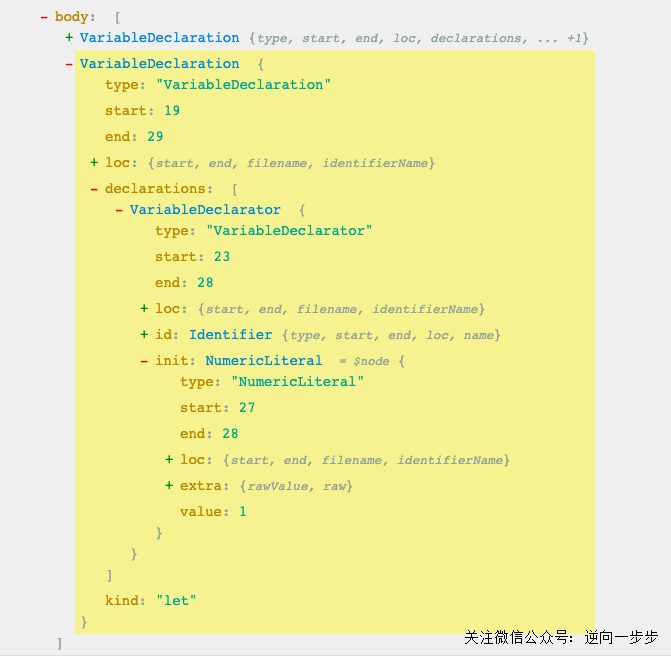 - body: [
+ VariableDeclaration {type, start, end, loc, declarations, ... +1}
- VariableDeclaration {
type: "VariableDeclaration"
start: 19
end: 29
+ loc: {start, end, filename, identifierName}
- declarations: [
- VariableDeclarator {
type: "VariableDeclarator"
start: 23
end: 28
+ loc: {start, end, filename, identifierName}
+ id: Identifier {type, start, end, loc, name}
- init: NumericLiteral = $node {
type: "NumericLiteral"
start: 27
end: 28
+ loc: {start, end, filename, identifierName}
+ extra: {rawValue, raw}
value: 1
}
}
]
kind: "let"
}
]
关注微信公众号：逆向一步步